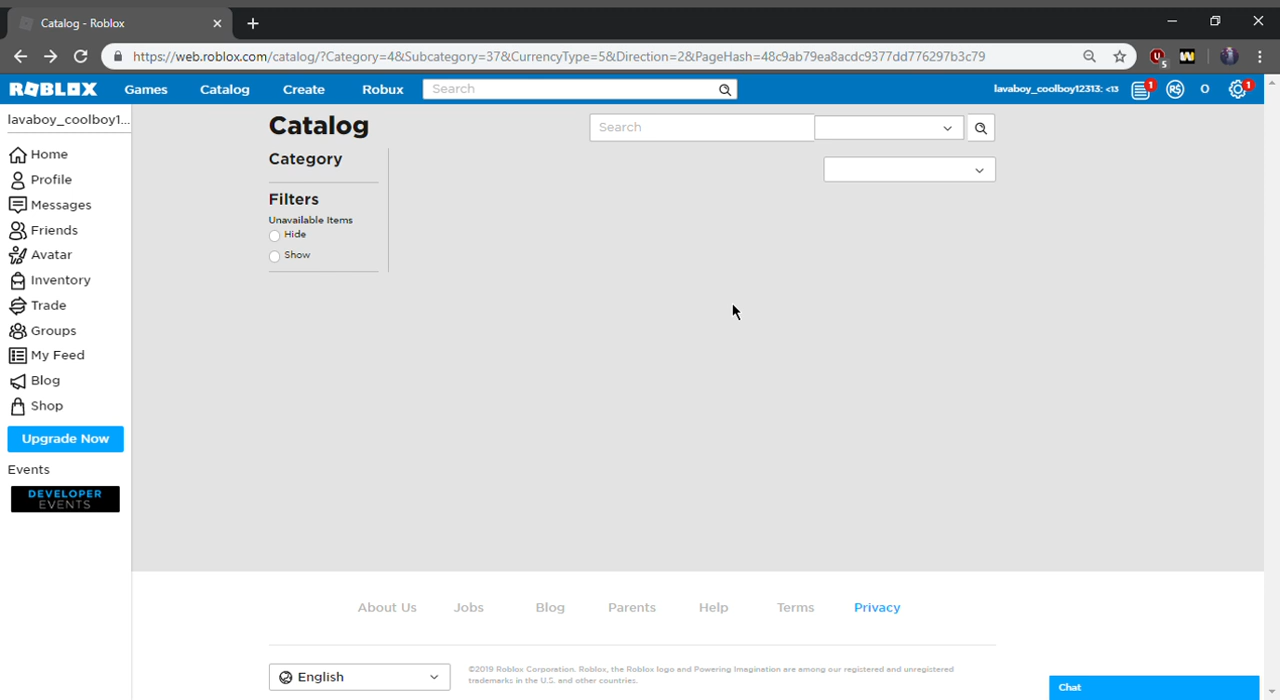 Catalog - Roblox
https://web.roblox.com/catalog/?Category=4&Subcategory=37&CurrencyType=5&Direction=2&PageHash=48c9ab79ea8acdc9377dd776297b3c79
5
ROBLOX Games Catalog Create Robux Search lavaboy_coolboy12313: <13 1 R$ 0 1
lavaboy_coolboy1...
Home
Profile
Messages
Friends
Avatar
Inventory
Trade
Groups
My Feed
Blog
Shop
Upgrade Now
Events
DEVELOPER
EVENTS
Catalog
Search
Category
Filters
Unavailable Items
Hide
Show
About Us Jobs Blog Parents Help Terms Privacy
English
©2019 Roblox Corporation. Roblox, the Roblox logo and Powering Imagination are among our registered and unregistered
trademarks in the U.S. and other countries.
Chat